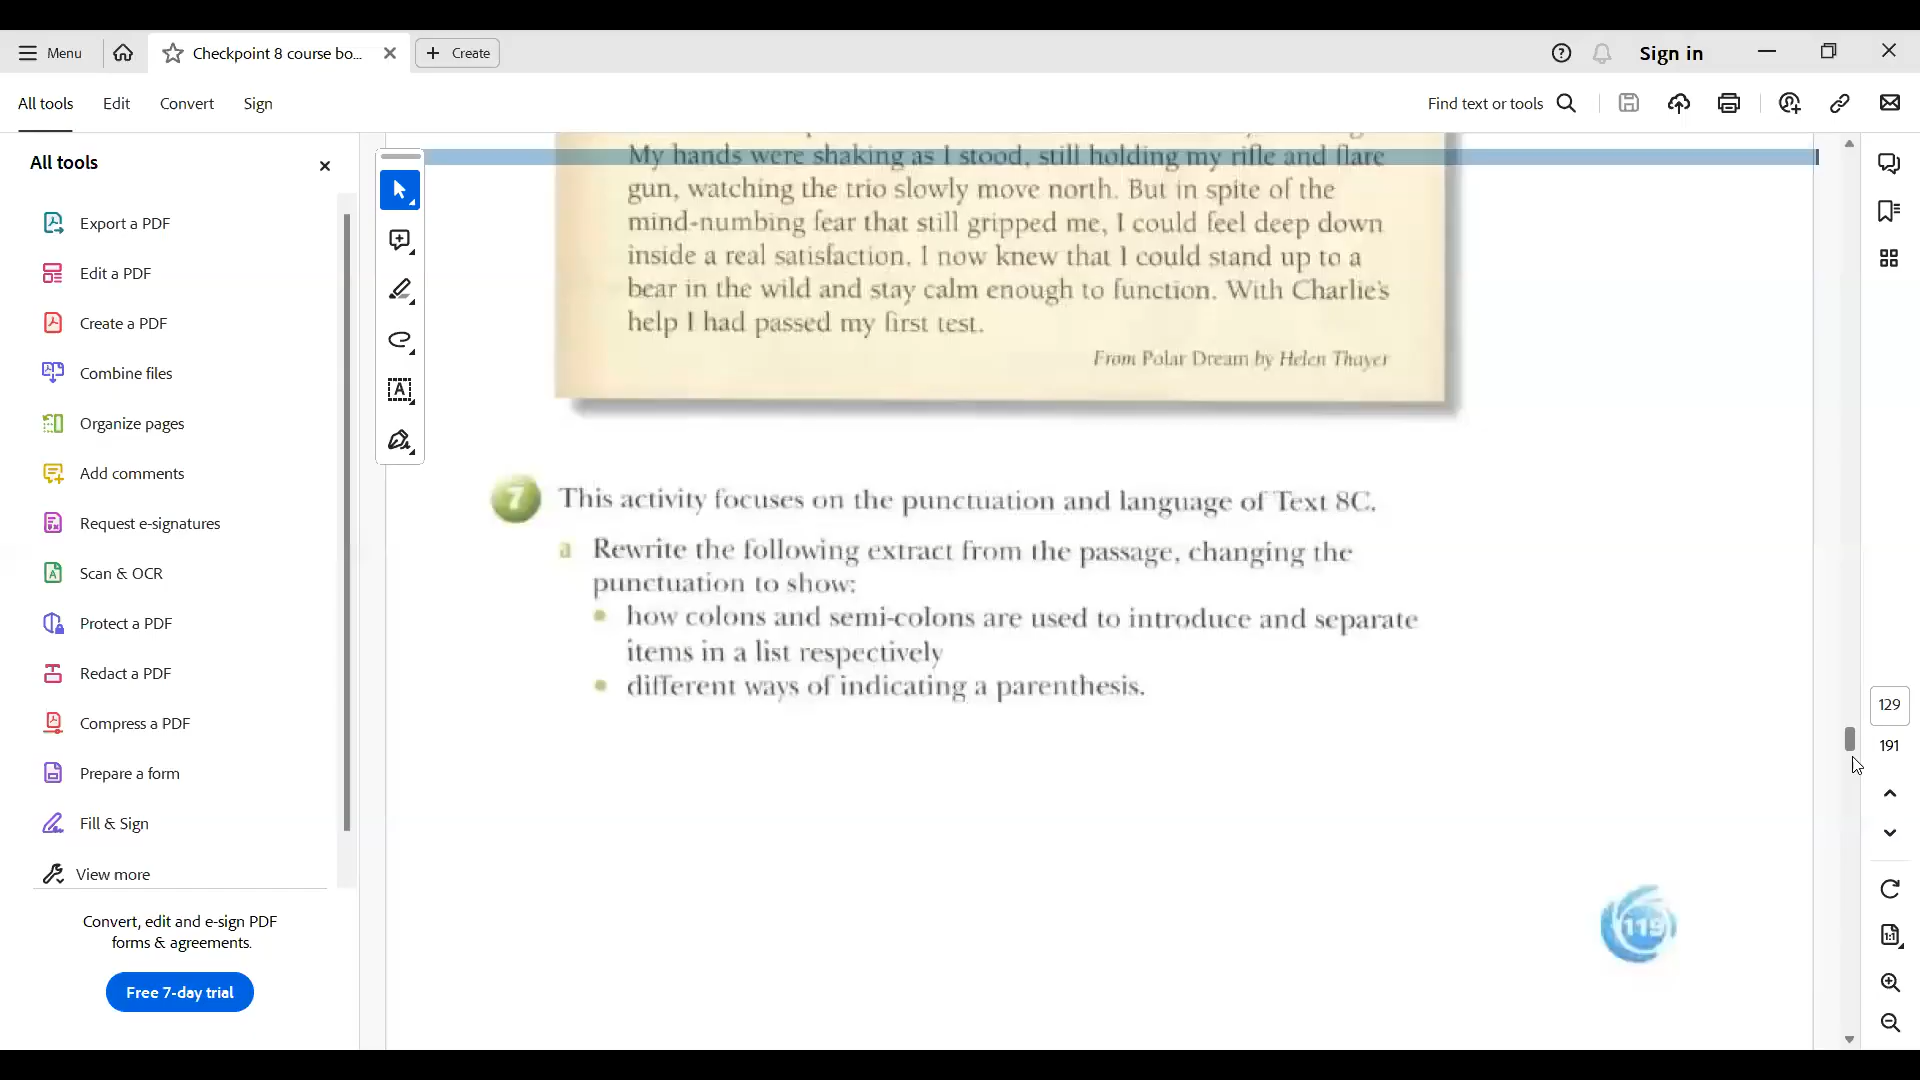 Menu
Checkpoint 8 course bo...
Create
Sign in
All tools
Edit
Convert
Sign
Find text or tools
All tools
Export a PDF
Edit a PDF
Create a PDF
Combine files
Organize pages
Add comments
Request e-signatures
Scan & OCR
Protect a PDF
Redact a PDF
Compress a PDF
Prepare a form
Fill & Sign
View more
Convert, edit and e-sign PDF
forms & agreements.
Free 7-day trial
My hands were shaking as I stood, still holding my rifle and flare
gun, watching the trio slowly move north. But in spite of the
mind-numbing fear that still gripped me, I could feel deep down
inside a real satisfaction. I now knew that I could stand up to a
bear in the wild and stay calm enough to function. With Charlie's
help I had passed my first test.
From Polar Dream by Helen Thayer
7 This activity focuses on the punctuation and language of Text 8C.
a Rewrite the following extract from the passage, changing the
punctuation to show:
• how colons and semi-colons are used to introduce and separate
items in a list respectively
• different ways of indicating a parenthesis.
119
129
191